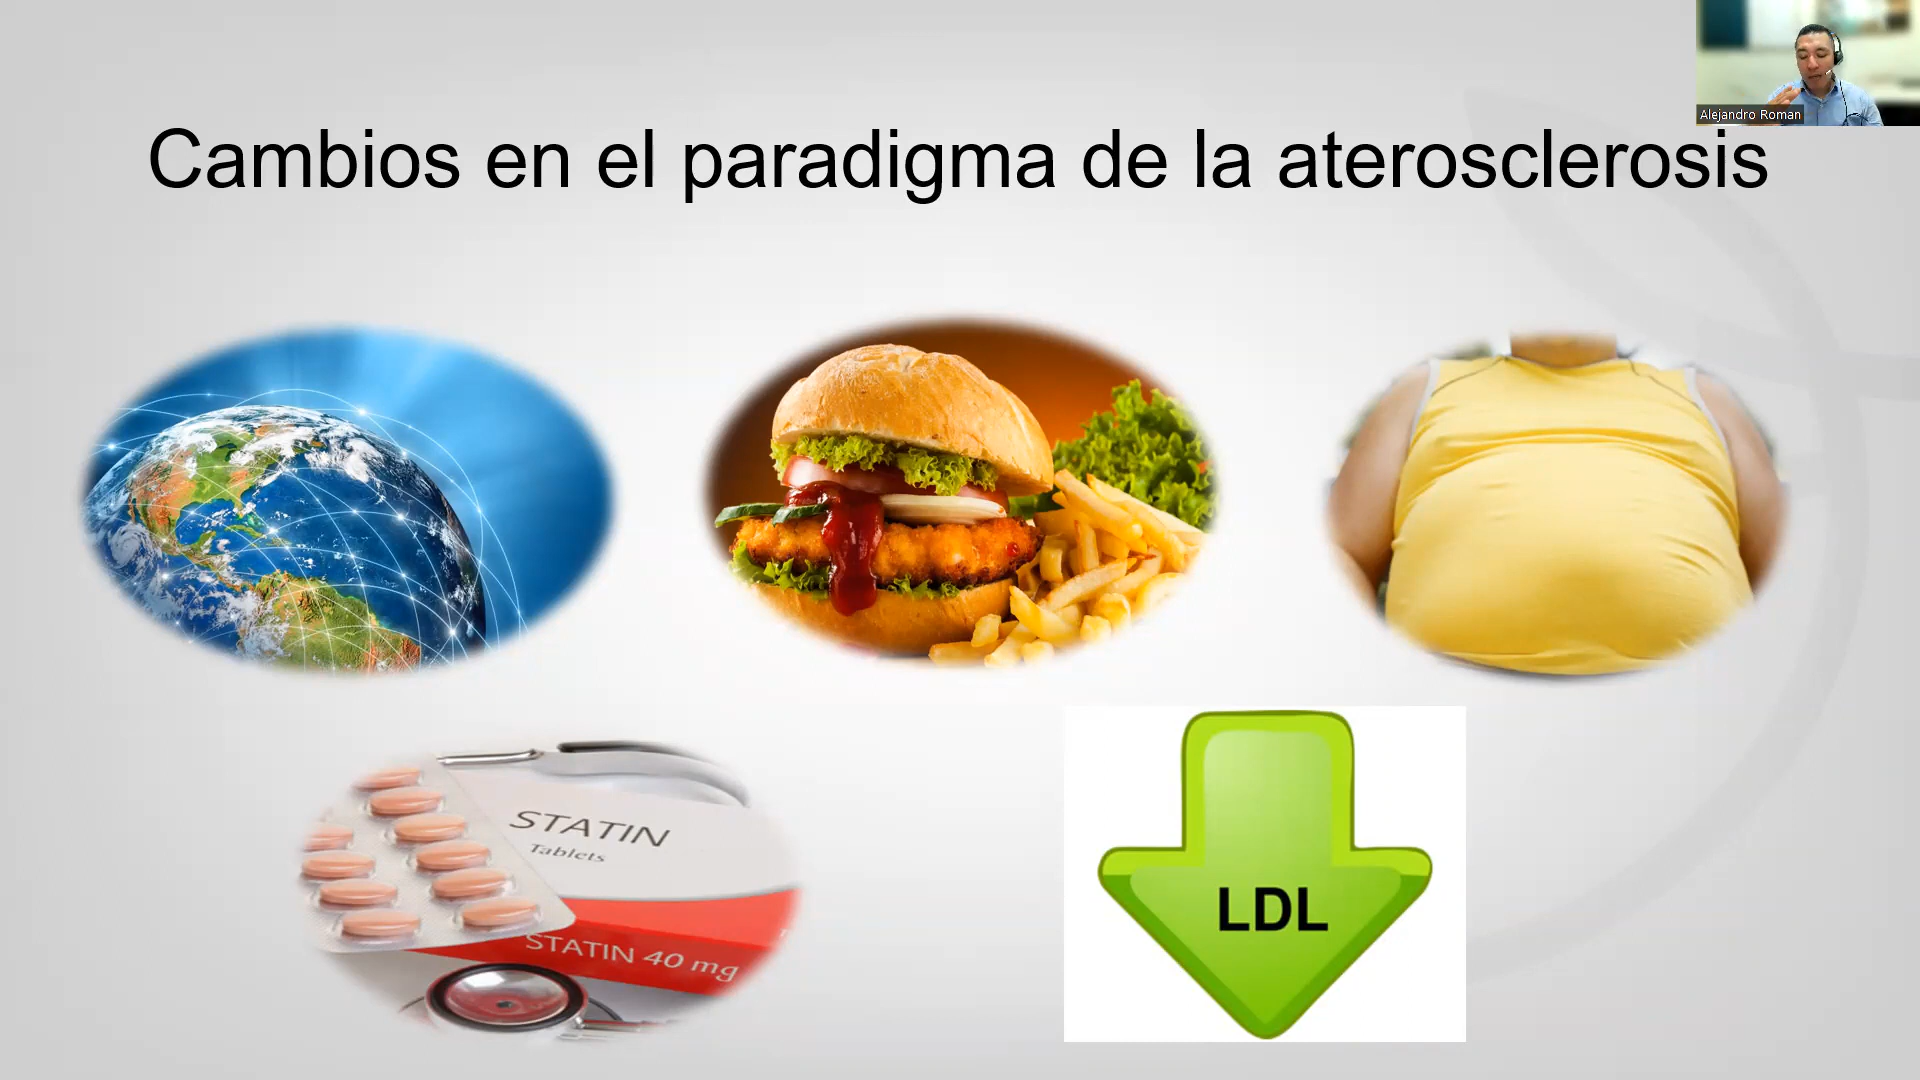 Alejandro Roman
Cambios en el paradigma de la aterosclerosis
STATIN
Tablets
STATIN 40 mg
LDL